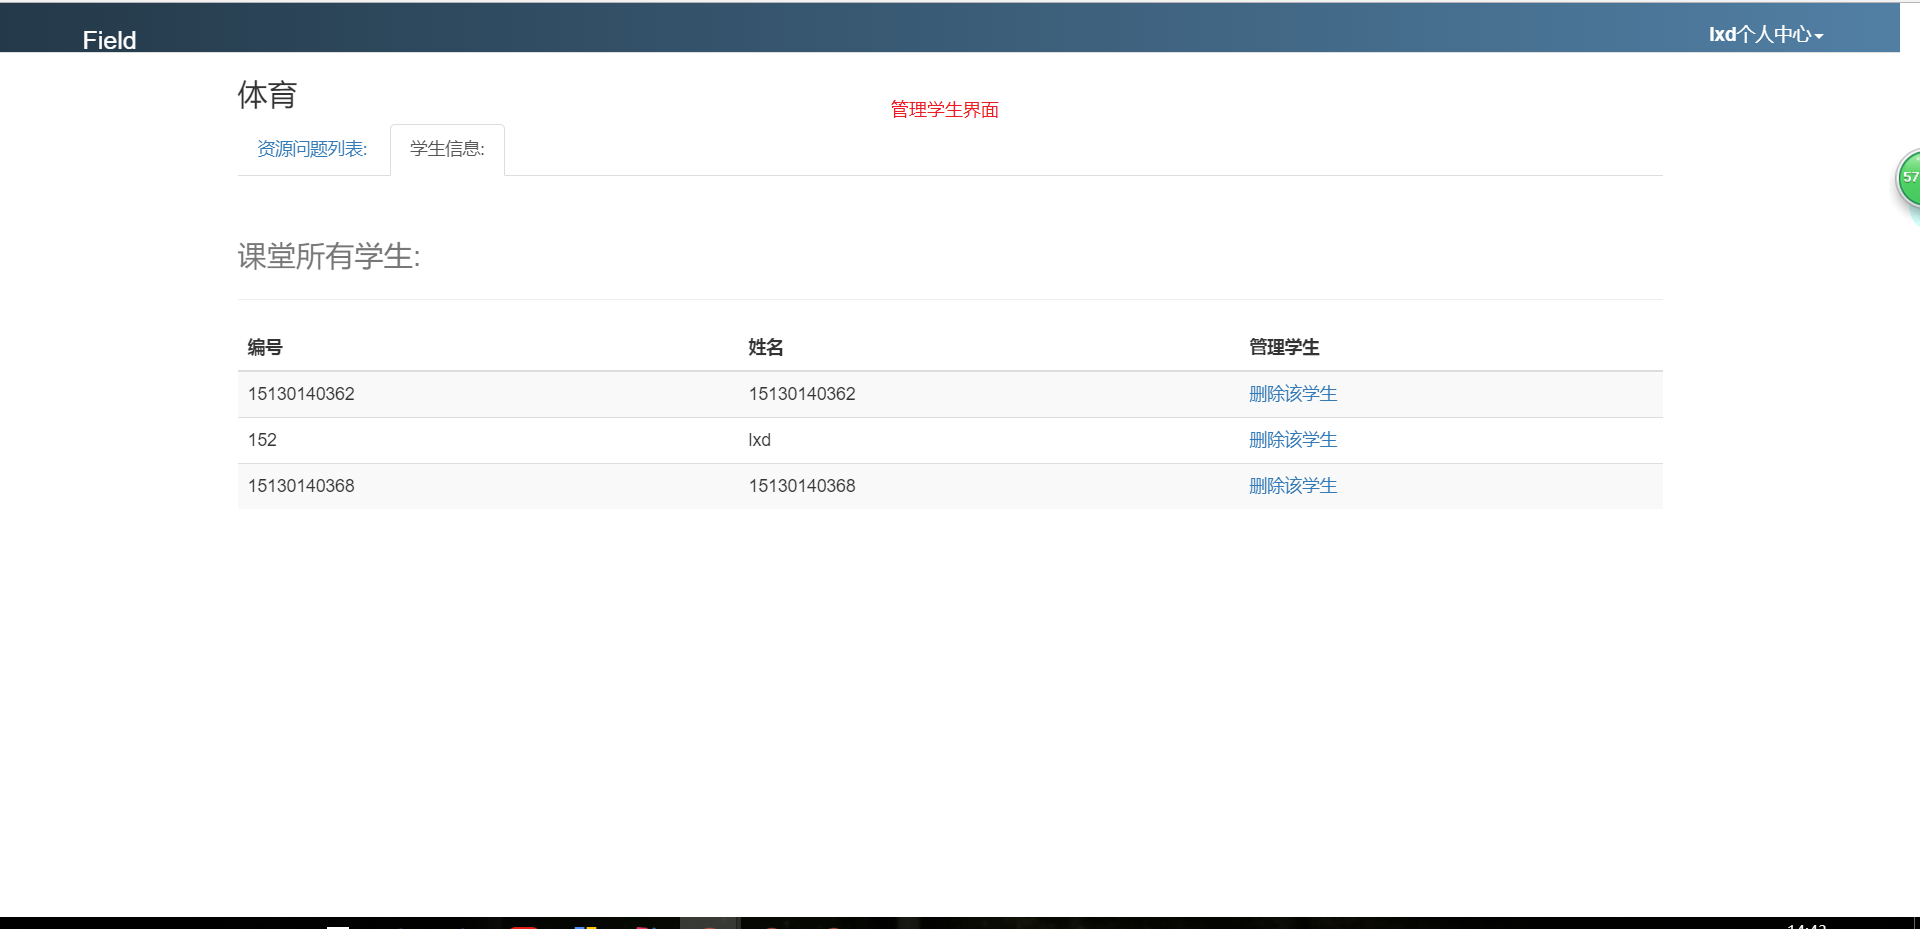 Field
lxd个人中心
体育
管理学生界面
资源问题列表:
学生信息:
57
课堂所有学生:
编号 姓名 管理学生
15130140362 15130140362 删除该学生
152 lxd 删除该学生
15130140368 15130140368 删除该学生